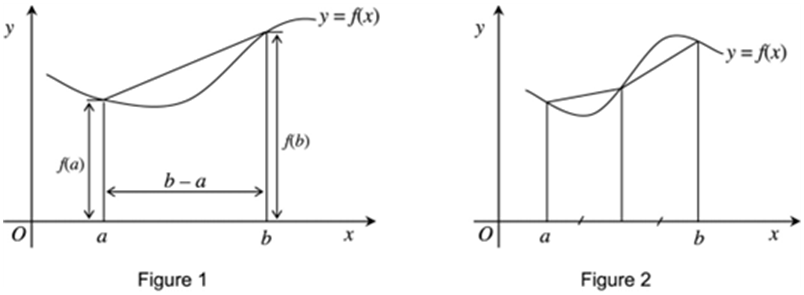 y
y = f(x)
f(a)
b – a
f(b)
O
a
b
x
Figure 1
y
y = f(x)
O
a
b
x
Figure 2